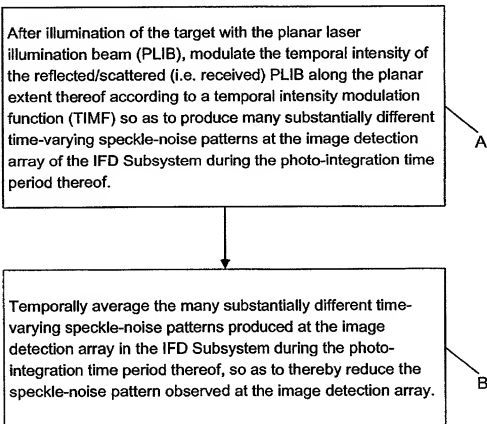 After illumination of the target with the planar laser
illumination beam (PLIB), modulate the temporal intensity of
the reflected/scattered (i.e. received) PLIB along the planar
extent thereof according to a temporal intensity modulation
function (TIMF) so as to produce many substantially different
time-varying speckle-noise patterns at the image detection
array of the IFD Subsystem during the photo-integration time
period thereof.
A
Temporally average the many substantially different time-
varying speckle-noise patterns produced at the image
detection array in the IFD Subsystem during the photo-
integration time period thereof, so as to thereby reduce the
speckle-noise pattern observed at the image detection array.
B